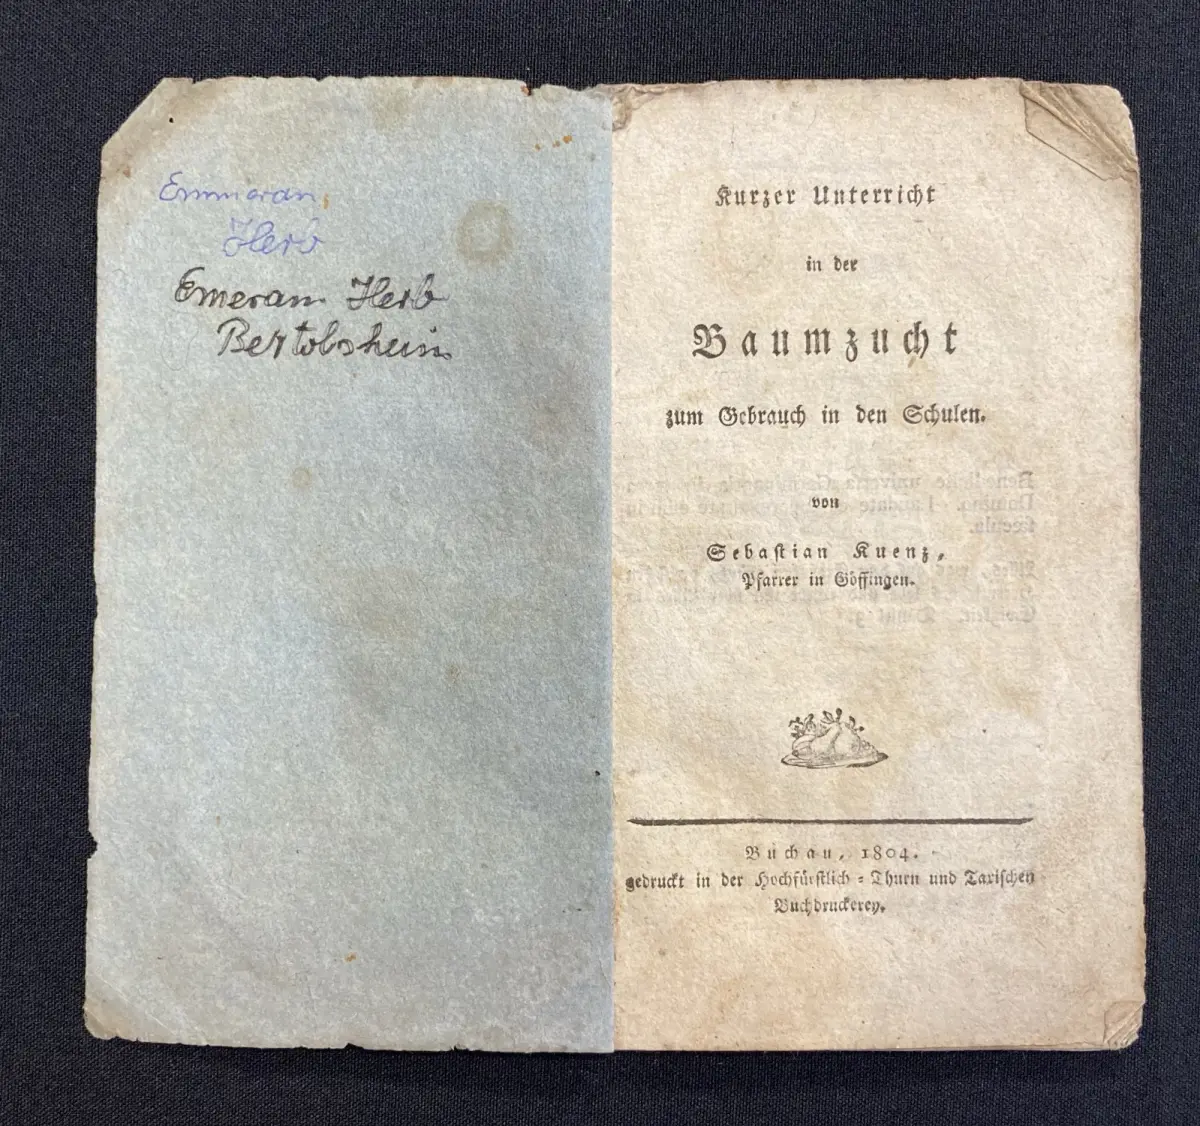 Emmeran
Herb
Emeran Herb
Bertolsheim
Kurzer Unterricht
in der
Baumzucht
zum Gebrauch in den Schulen.
von
Sebastian Kuenz,
Pfarrer in Göffingen.
Buchau, 1804.
gedruckt in der Hochfürstlich-Thurn und Taxischen
Buchdruckerey.